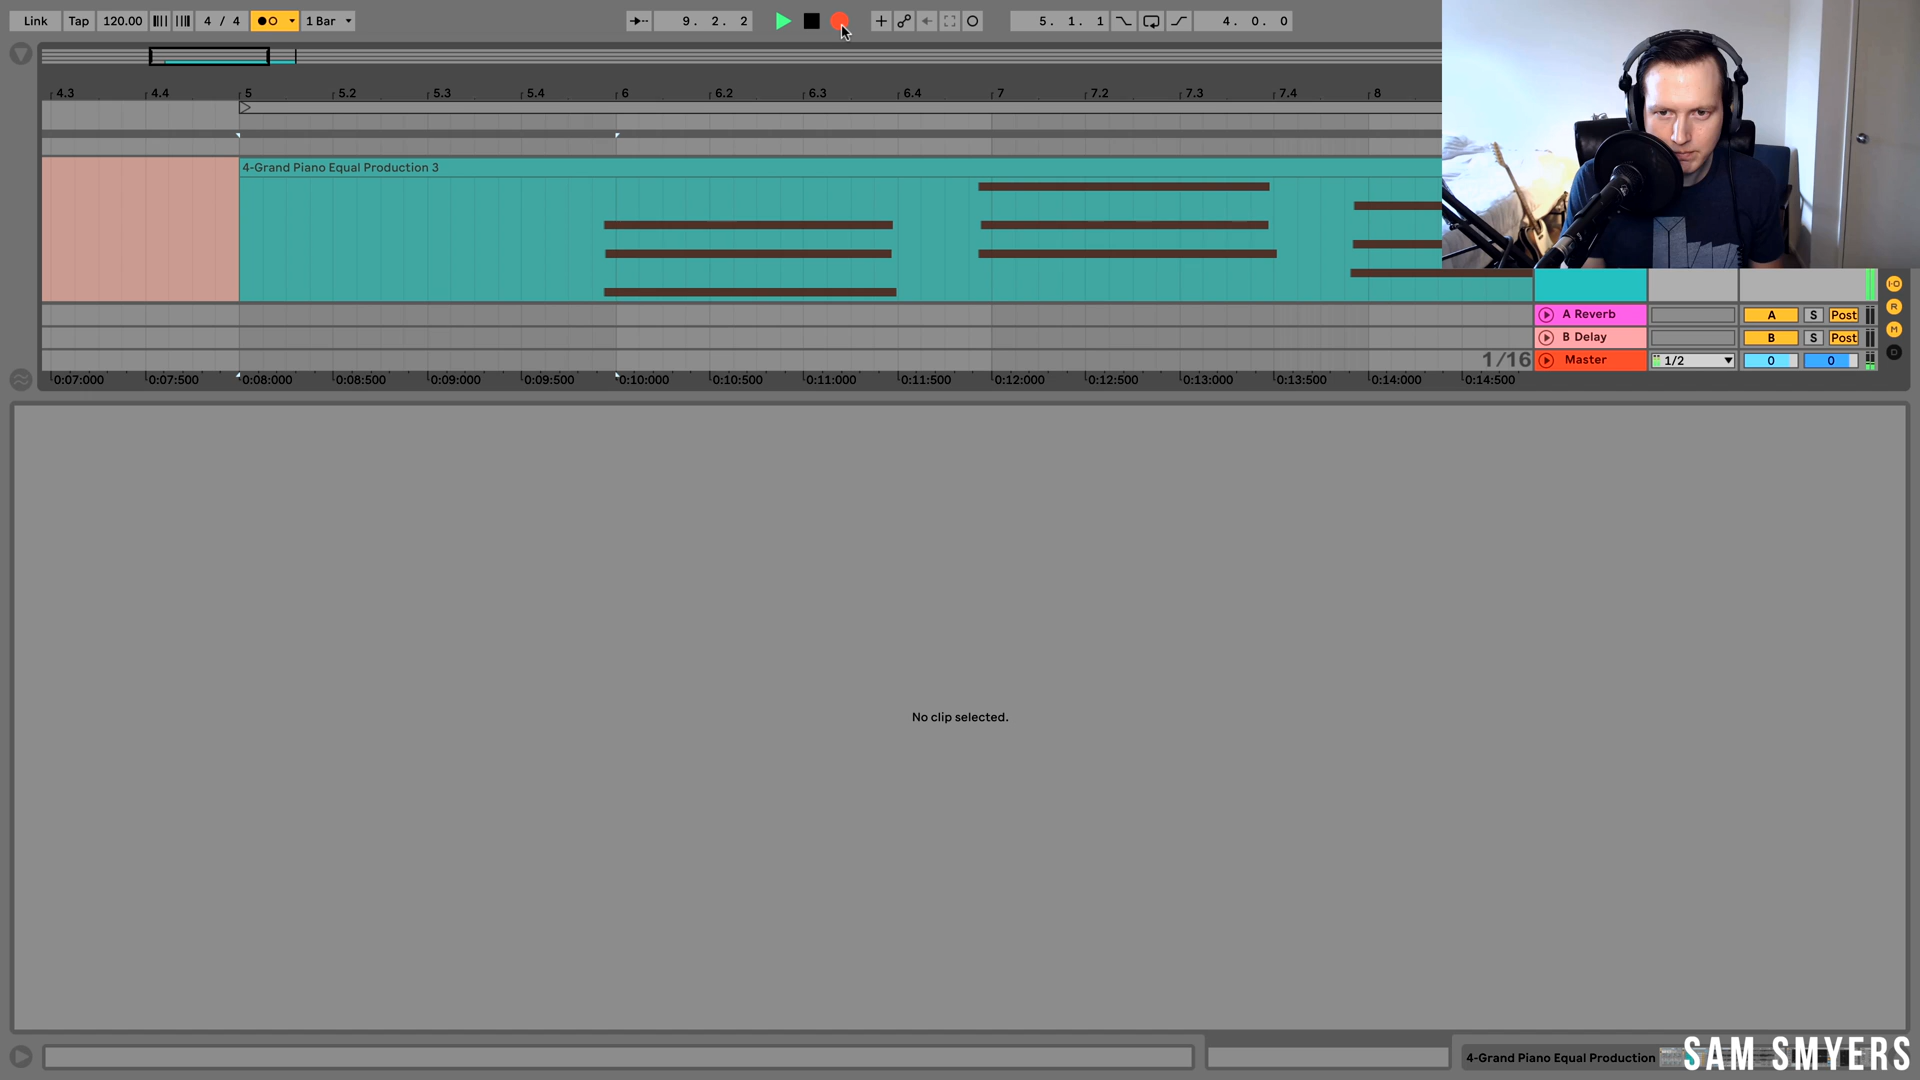 Link Tap 120.00 4 / 4 1 Bar 9. 2. 2 5. 1. 1 4. 0. 0
4.3 4.4 5 5.2 5.3 5.4 6 6.2 6.3 6.4 7 7.2 7.3 7.4 8
4-Grand Piano Equal Production 3
I·O
R
A Reverb A S Post
M
B Delay B S Post
D
1/16 Master 1/2 0 0
0:07:000 0:07:500 0:08:000 0:08:500 0:09:000 0:09:500 0:10:000 0:10:500 0:11:000 0:11:500 0:12:000 0:12:500 0:13:000 0:13:500 0:14:000 0:14:500
No clip selected.
4-Grand Piano Equal Production
SAM SMYERS